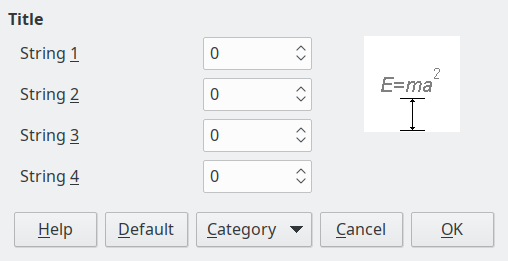 Title
String 1 0
String 2 0
String 3 0
String 4 0
E=ma²
Help Default Category Cancel OK